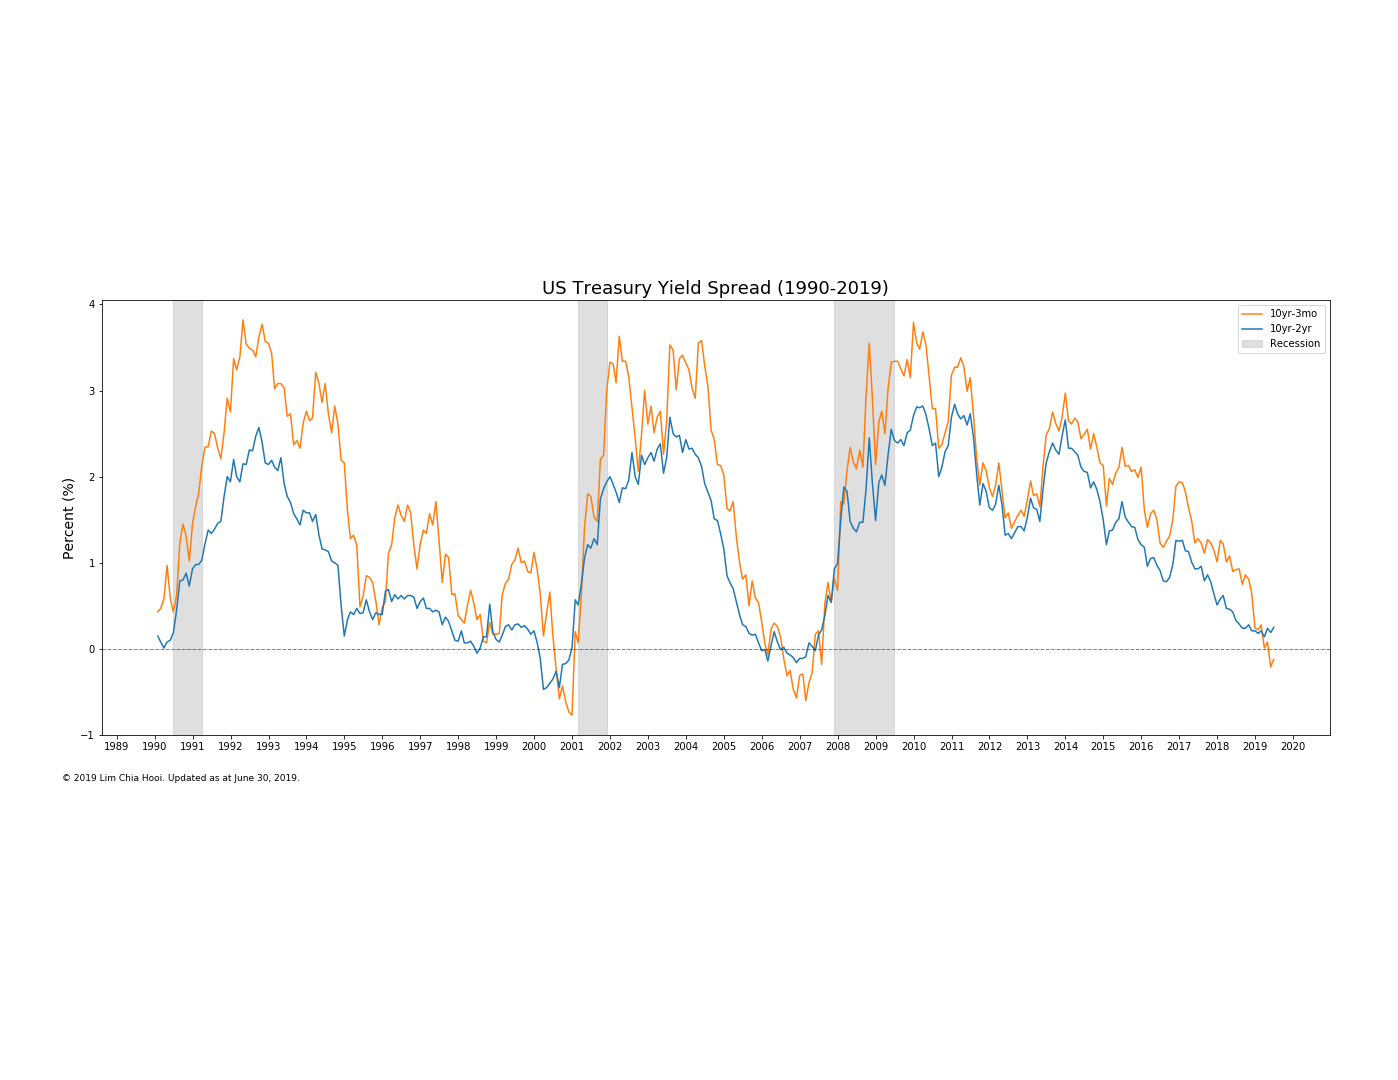 US Treasury Yield Spread (1990-2019)
10yr-3mo
10yr-2yr
Recession
Percent (%)
4
3
2
1
0
−1
1989 1990 1991 1992 1993 1994 1995 1996 1997 1998 1999 2000 2001 2002 2003 2004 2005 2006 2007 2008 2009 2010 2011 2012 2013 2014 2015 2016 2017 2018 2019 2020
© 2019 Lim Chia Hooi. Updated as at June 30, 2019.